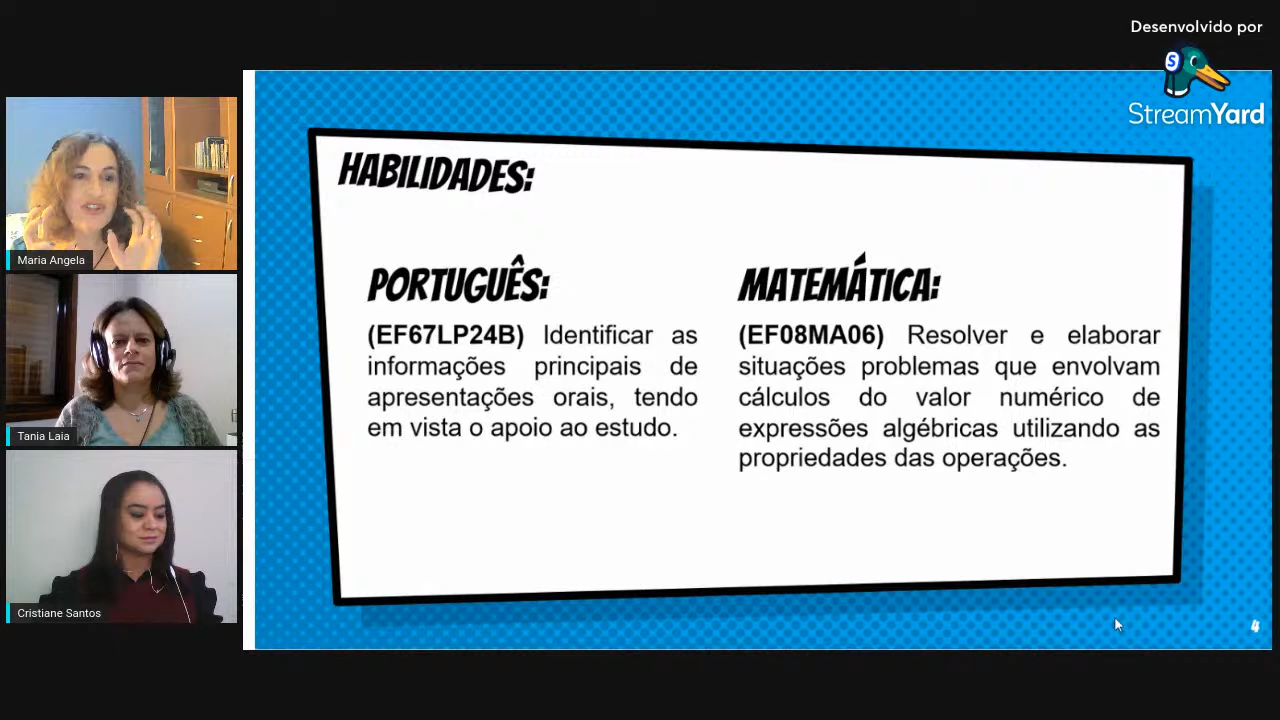 Desenvolvido por
StreamYard
HABILIDADES:
PORTUGUÊS:
(EF67LP24B) Identificar as
informações principais de
apresentações orais, tendo
em vista o apoio ao estudo.
MATEMÁTICA:
(EF08MA06) Resolver e elaborar
situações problemas que envolvam
cálculos do valor numérico de
expressões algébricas utilizando as
propriedades das operações.
Maria Angela
Tania Laia
Cristiane Santos
4